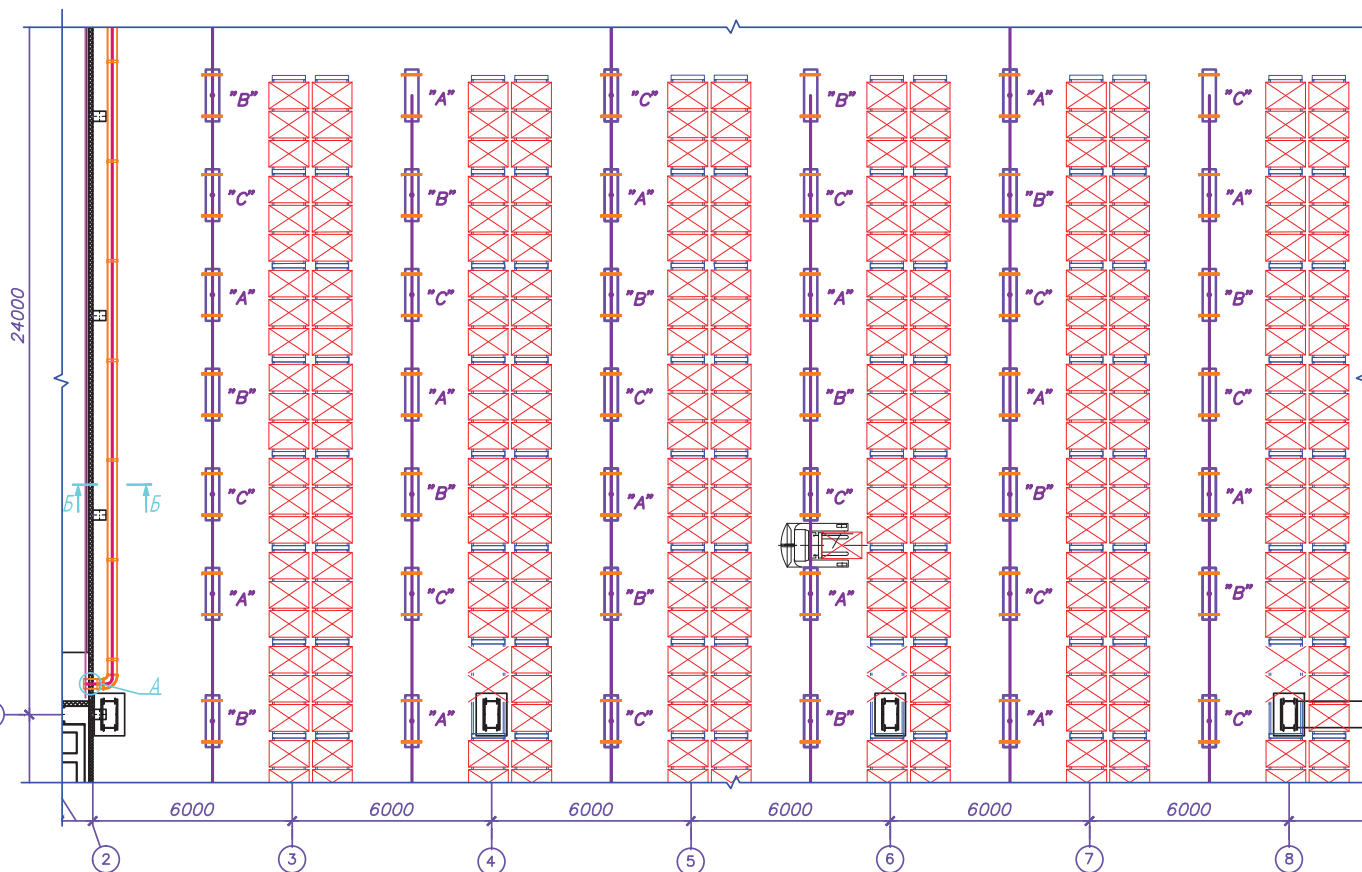 "B" "A" "C" "B" "A" "C"
"C" "B" "A" "C" "B" "A"
"A" "C" "B" "A" "C" "B"
24000
"B" "A" "C" "B" "A" "C"
"C" "B" "A" "C" "B" "A"
Б Б
"A" "C" "B" "A" "C" "B"
А
"B" "A" "C" "B" "A" "C"
6000 6000 6000 6000 6000 6000
2 3 4 5 6 7 8